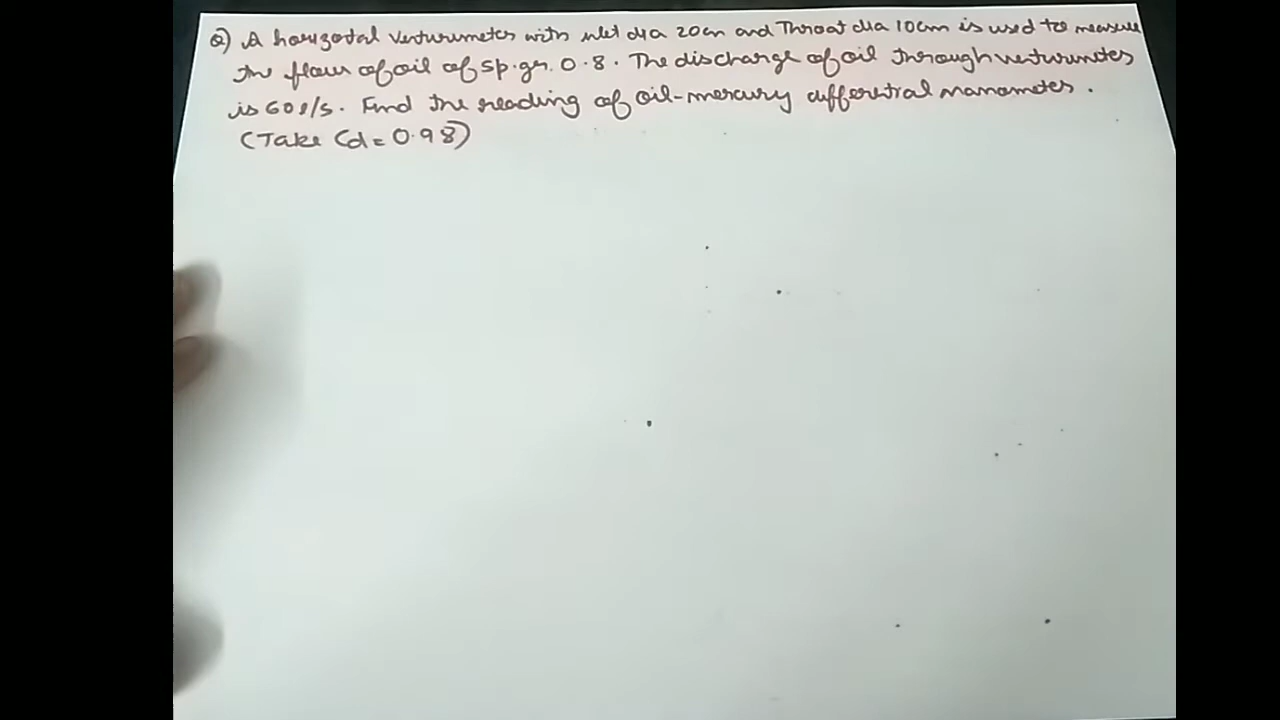 Q) A horizontal venturimeter with inlet dia 20cm and Throat dia 10cm is used to measure
the flow of oil of sp.gr. 0.8. The discharge of oil through venturimeter
is 60l/s. Find the reading of oil-mercury differential manometer.
(Take Cd = 0.98)